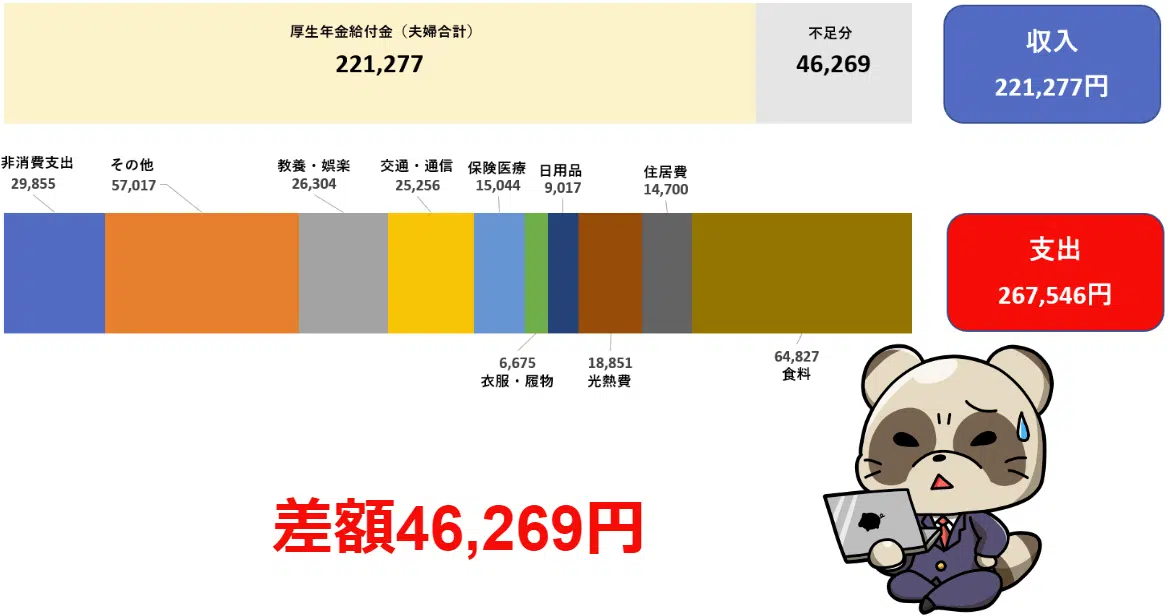 厚生年金給付金（夫婦合計）
221,277
不足分
46,269
収入
221,277円
非消費支出
29,855
その他
57,017
教養・娯楽
26,304
交通・通信
25,256
保険医療
15,044
日用品
9,017
住居費
14,700
支出
267,546円
6,675
衣服・履物
18,851
光熱費
64,827
食料
差額46,269円